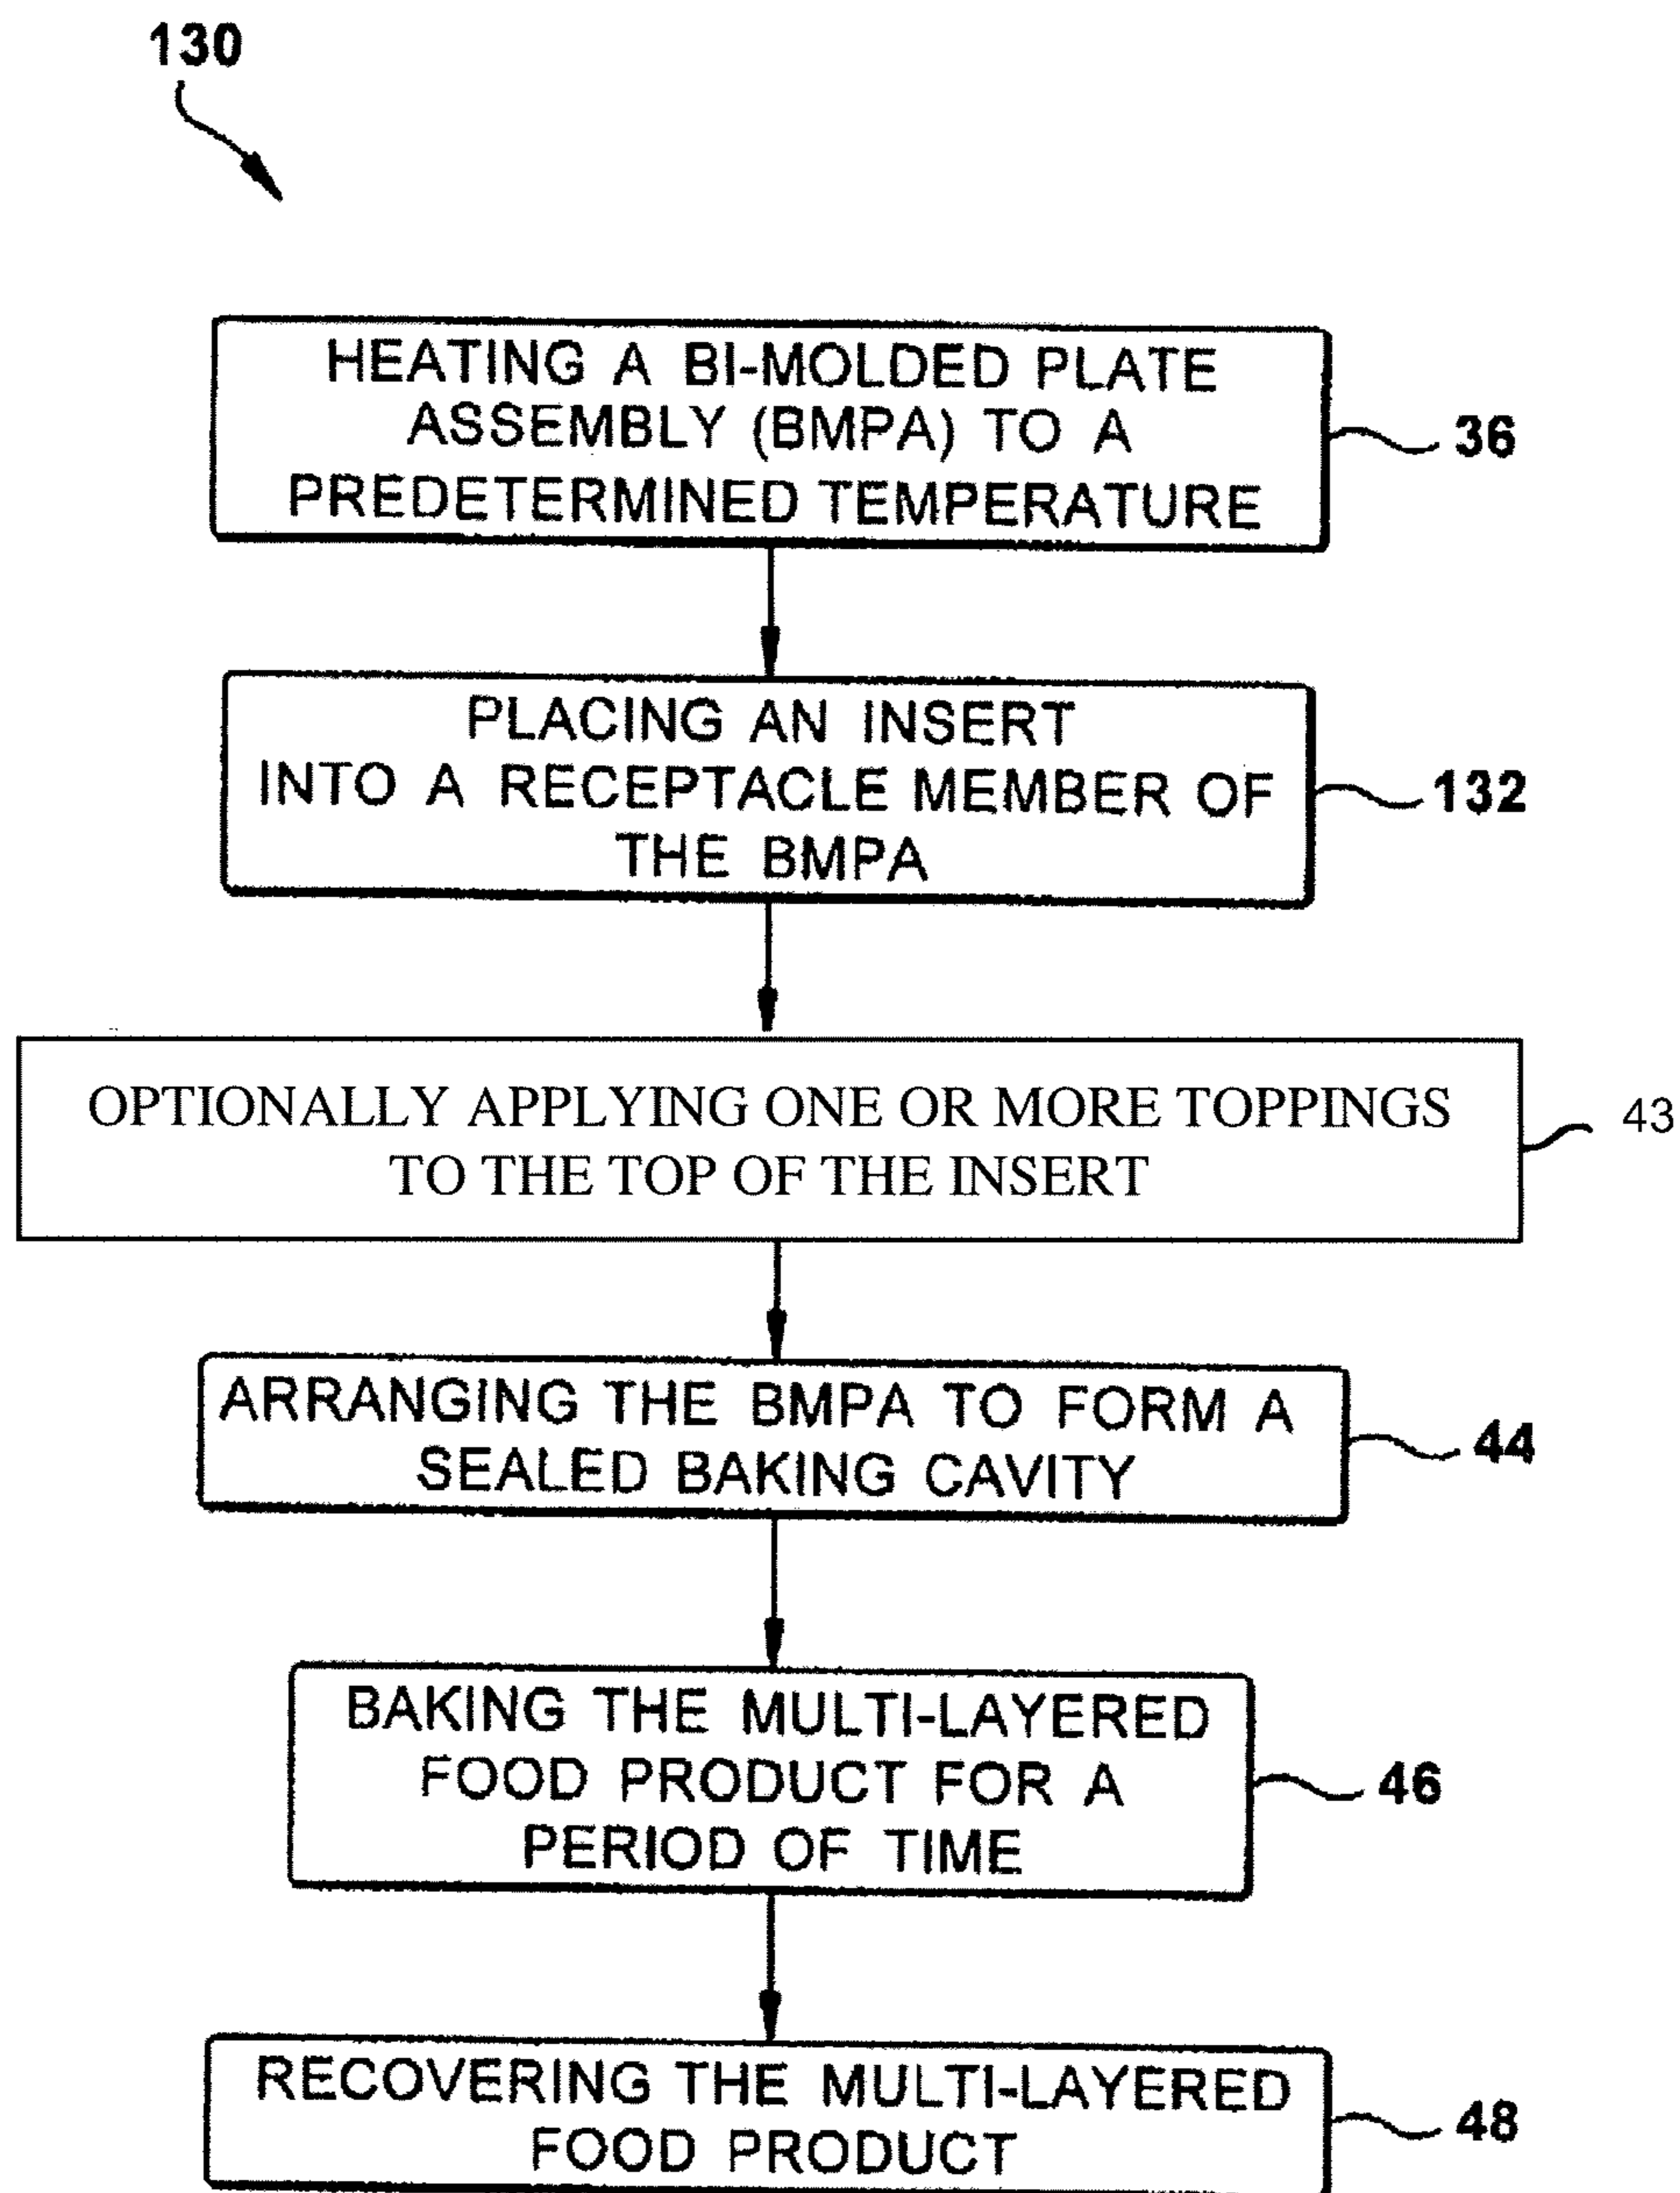 130
HEATING A BI-MOLDED PLATE
ASSEMBLY (BMPA) TO A
PREDETERMINED TEMPERATURE
36
PLACING AN INSERT
INTO A RECEPTACLE MEMBER OF
THE BMPA
132
OPTIONALLY APPLYING ONE OR MORE TOPPINGS
TO THE TOP OF THE INSERT
43
ARRANGING THE BMPA TO FORM A
SEALED BAKING CAVITY
44
BAKING THE MULTI-LAYERED
FOOD PRODUCT FOR A
PERIOD OF TIME
46
RECOVERING THE MULTI-LAYERED
FOOD PRODUCT
48